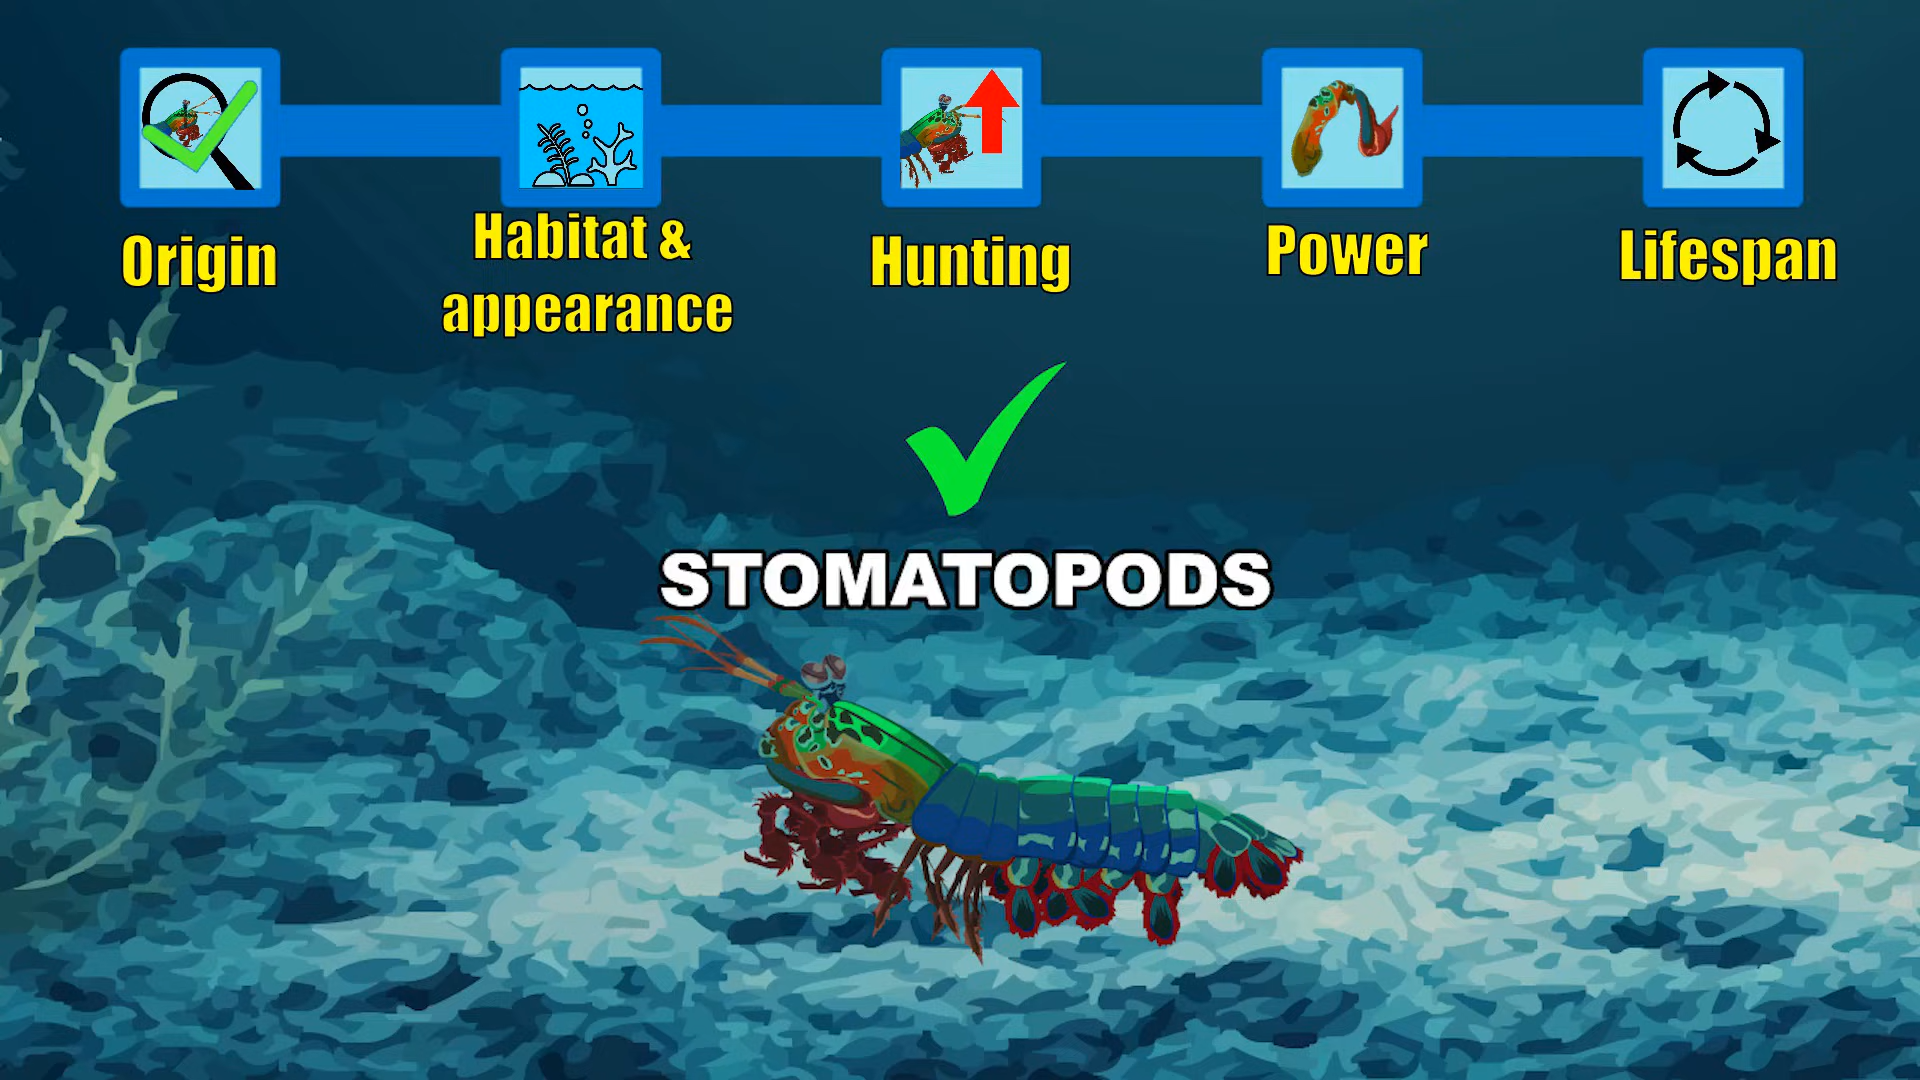 Origin
Habitat &
appearance
Hunting
Power
Lifespan
STOMATOPODS